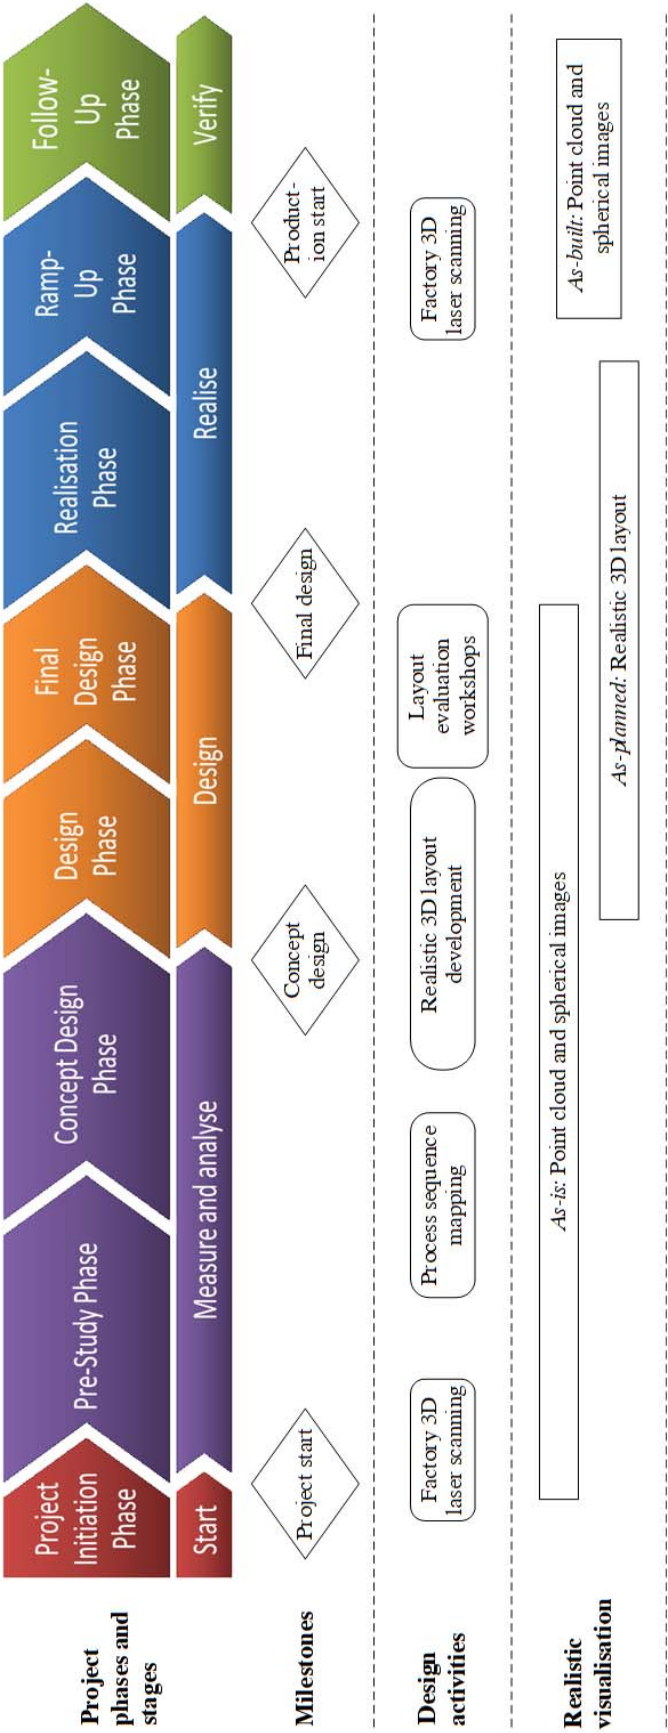 Project
phases and
stages
Project
Initiation
Phase
Pre-Study Phase
Concept Design
Phase
Design
Phase
Final
Design
Phase
Realisation
Phase
Ramp-
Up
Phase
Follow-
Up
Phase
Start
Measure and analyse
Design
Realise
Verify
Milestones
Project start
Concept
design
Final design
Product-
ion start
Design
activities
Factory 3D
laser scanning
Process sequence
mapping
Realistic 3D layout
development
Layout
evaluation
workshops
Factory 3D
laser scanning
Realistic
visualisation
As-is: Point cloud and spherical images
As-planned: Realistic 3D layout
As-built: Point cloud and
spherical images